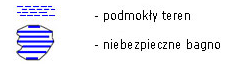 - podmokły teren
- niebezpieczne bagno